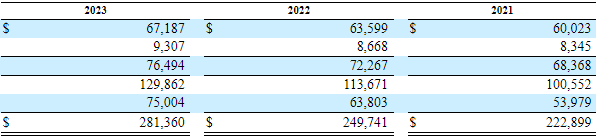 2023 2022 2021
$ 67,187 $ 63,599 $ 60,023
9,307 8,668 8,345
76,494 72,267 68,368
129,862 113,671 100,552
75,004 63,803 53,979
$ 281,360 $ 249,741 $ 222,899